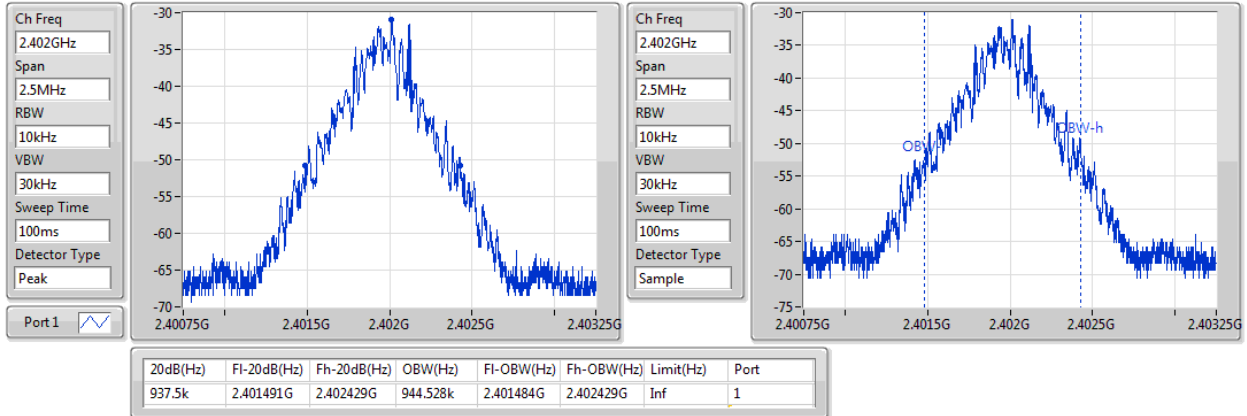 Ch Freq
2.402GHz
Span
2.5MHz
RBW
10kHz
VBW
30kHz
Sweep Time
100ms
Detector Type
Peak
Port 1
-30
-35
-40
-45
-50
-55
-60
-65
-70
2.40075G 2.4015G 2.402G 2.4025G 2.40325G
Ch Freq
2.402GHz
Span
2.5MHz
RBW
10kHz
VBW
30kHz
Sweep Time
100ms
Detector Type
Sample
-30
-35
-40
-45
-50
-55
-60
-65
-70
-75
OBW-h
2.40075G 2.4015G 2.402G 2.4025G 2.40325G
20dB(Hz) Fl-20dB(Hz) Fh-20dB(Hz) OBW(Hz) Fl-OBW(Hz) Fh-OBW(Hz) Limit(Hz) Port
937.5k 2.401491G 2.402429G 944.528k 2.401484G 2.402429G Inf 1